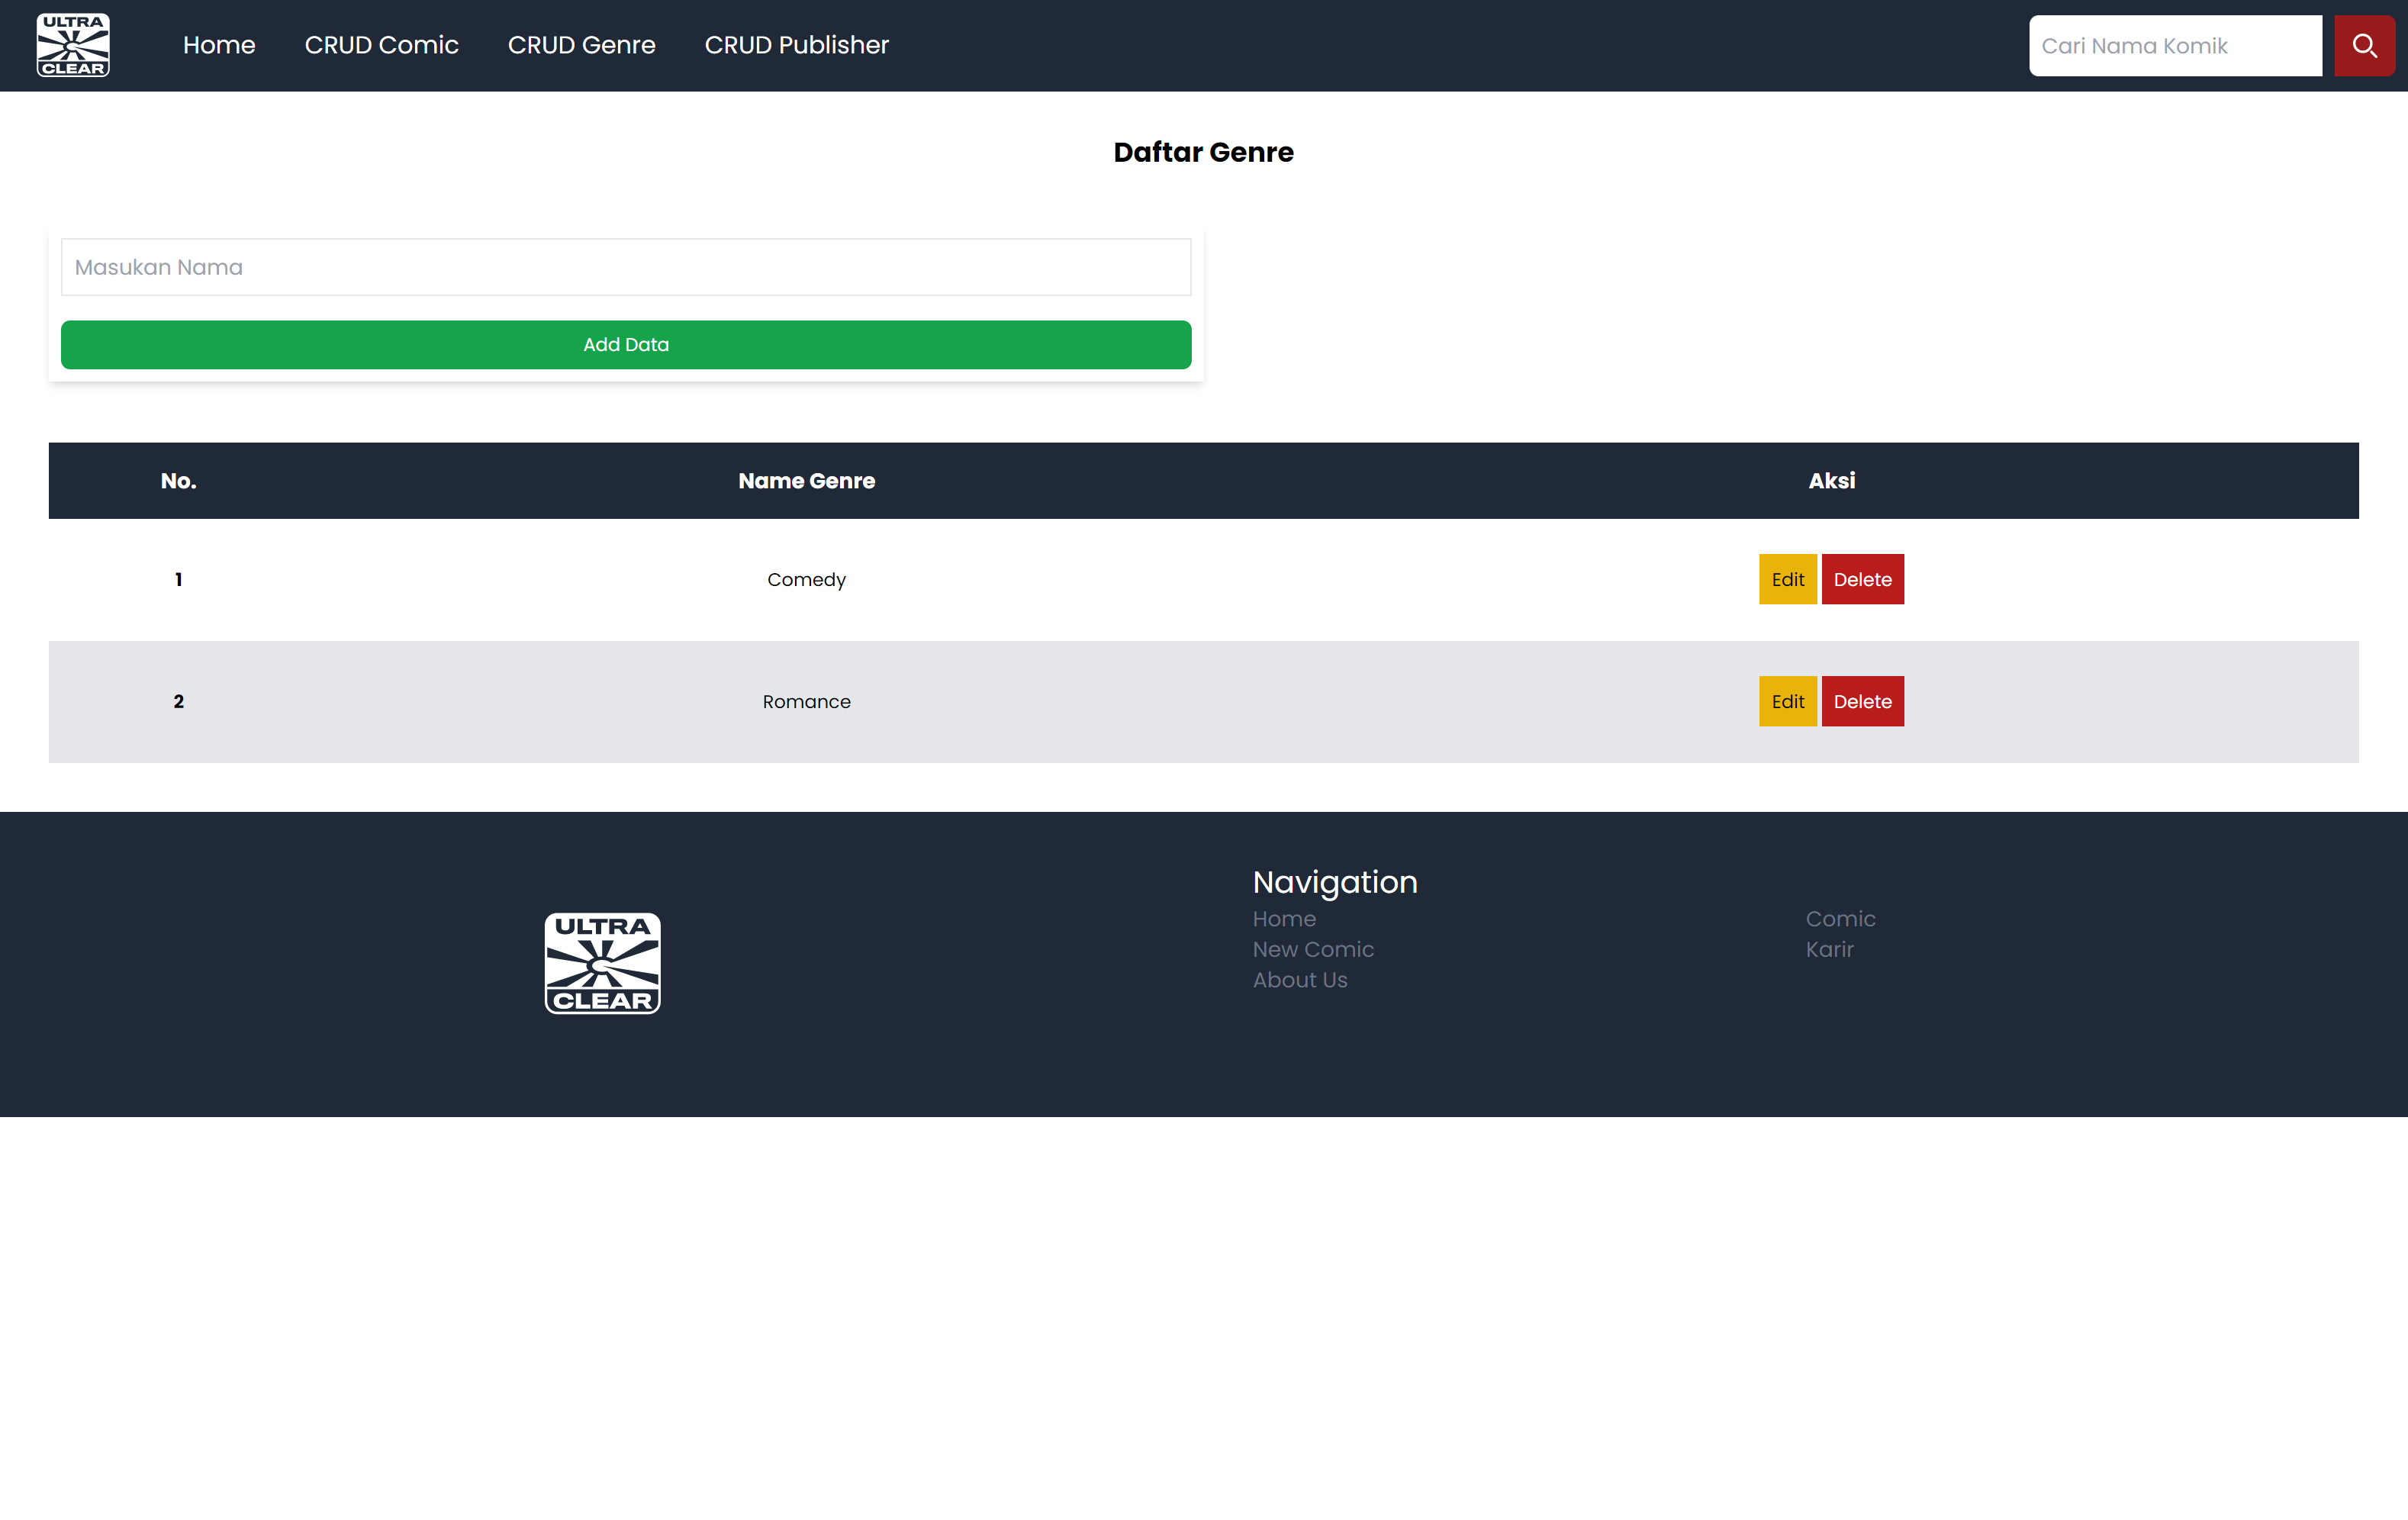 ULTRA
CLEAR
Home CRUD Comic CRUD Genre CRUD Publisher
Cari Nama Komik
Daftar Genre
Masukan Nama
Add Data
No. Name Genre Aksi
1 Comedy Edit Delete
2 Romance Edit Delete
ULTRA
CLEAR
Navigation
Home Comic
New Comic Karir
About Us